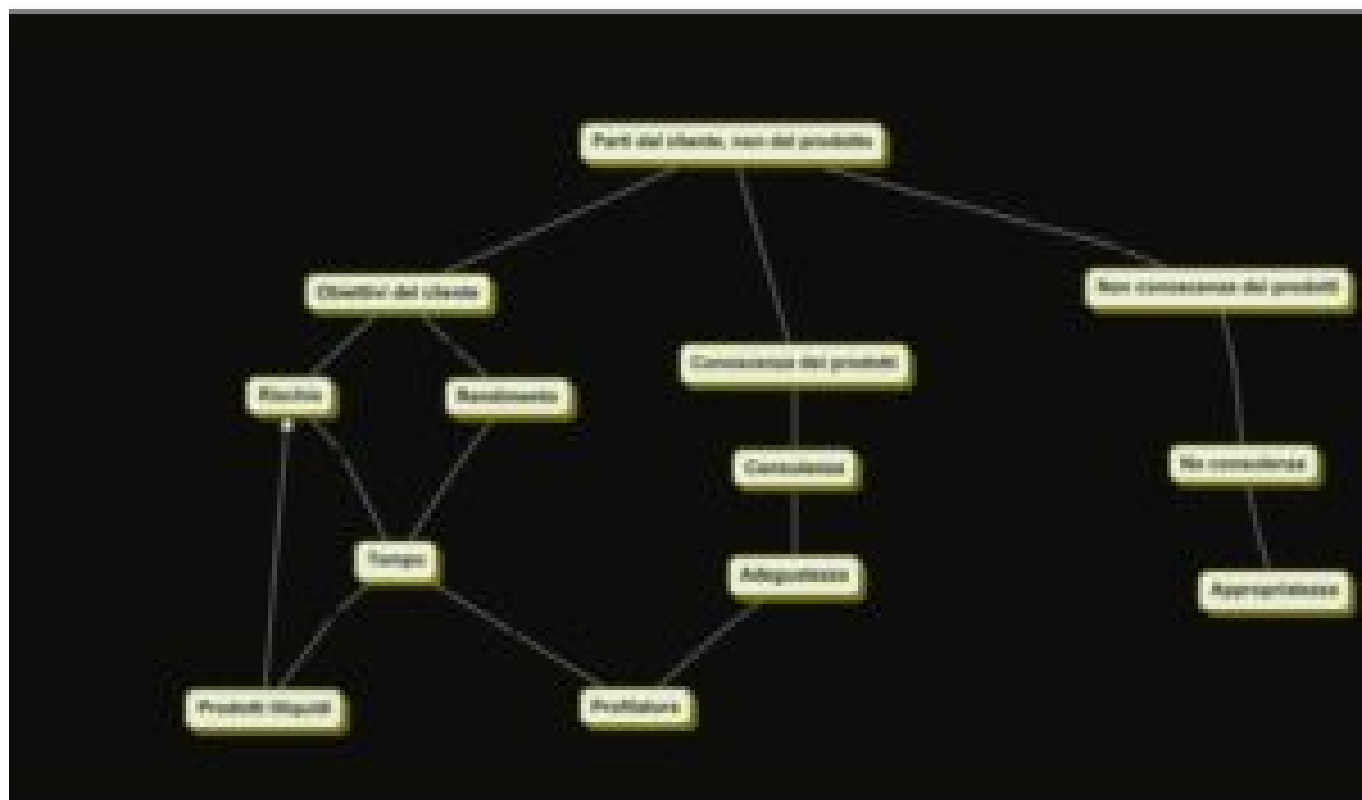 Parti dal cliente, non dal prodotto
Obiettivi del cliente
Non conoscenza dei prodotti
Conoscenza dei prodotti
Rischio
Rendimento
Consulenza
No consulenza
Tempo
Adeguatezza
Appropriatezza
Prodotti illiquidi
Profilatura